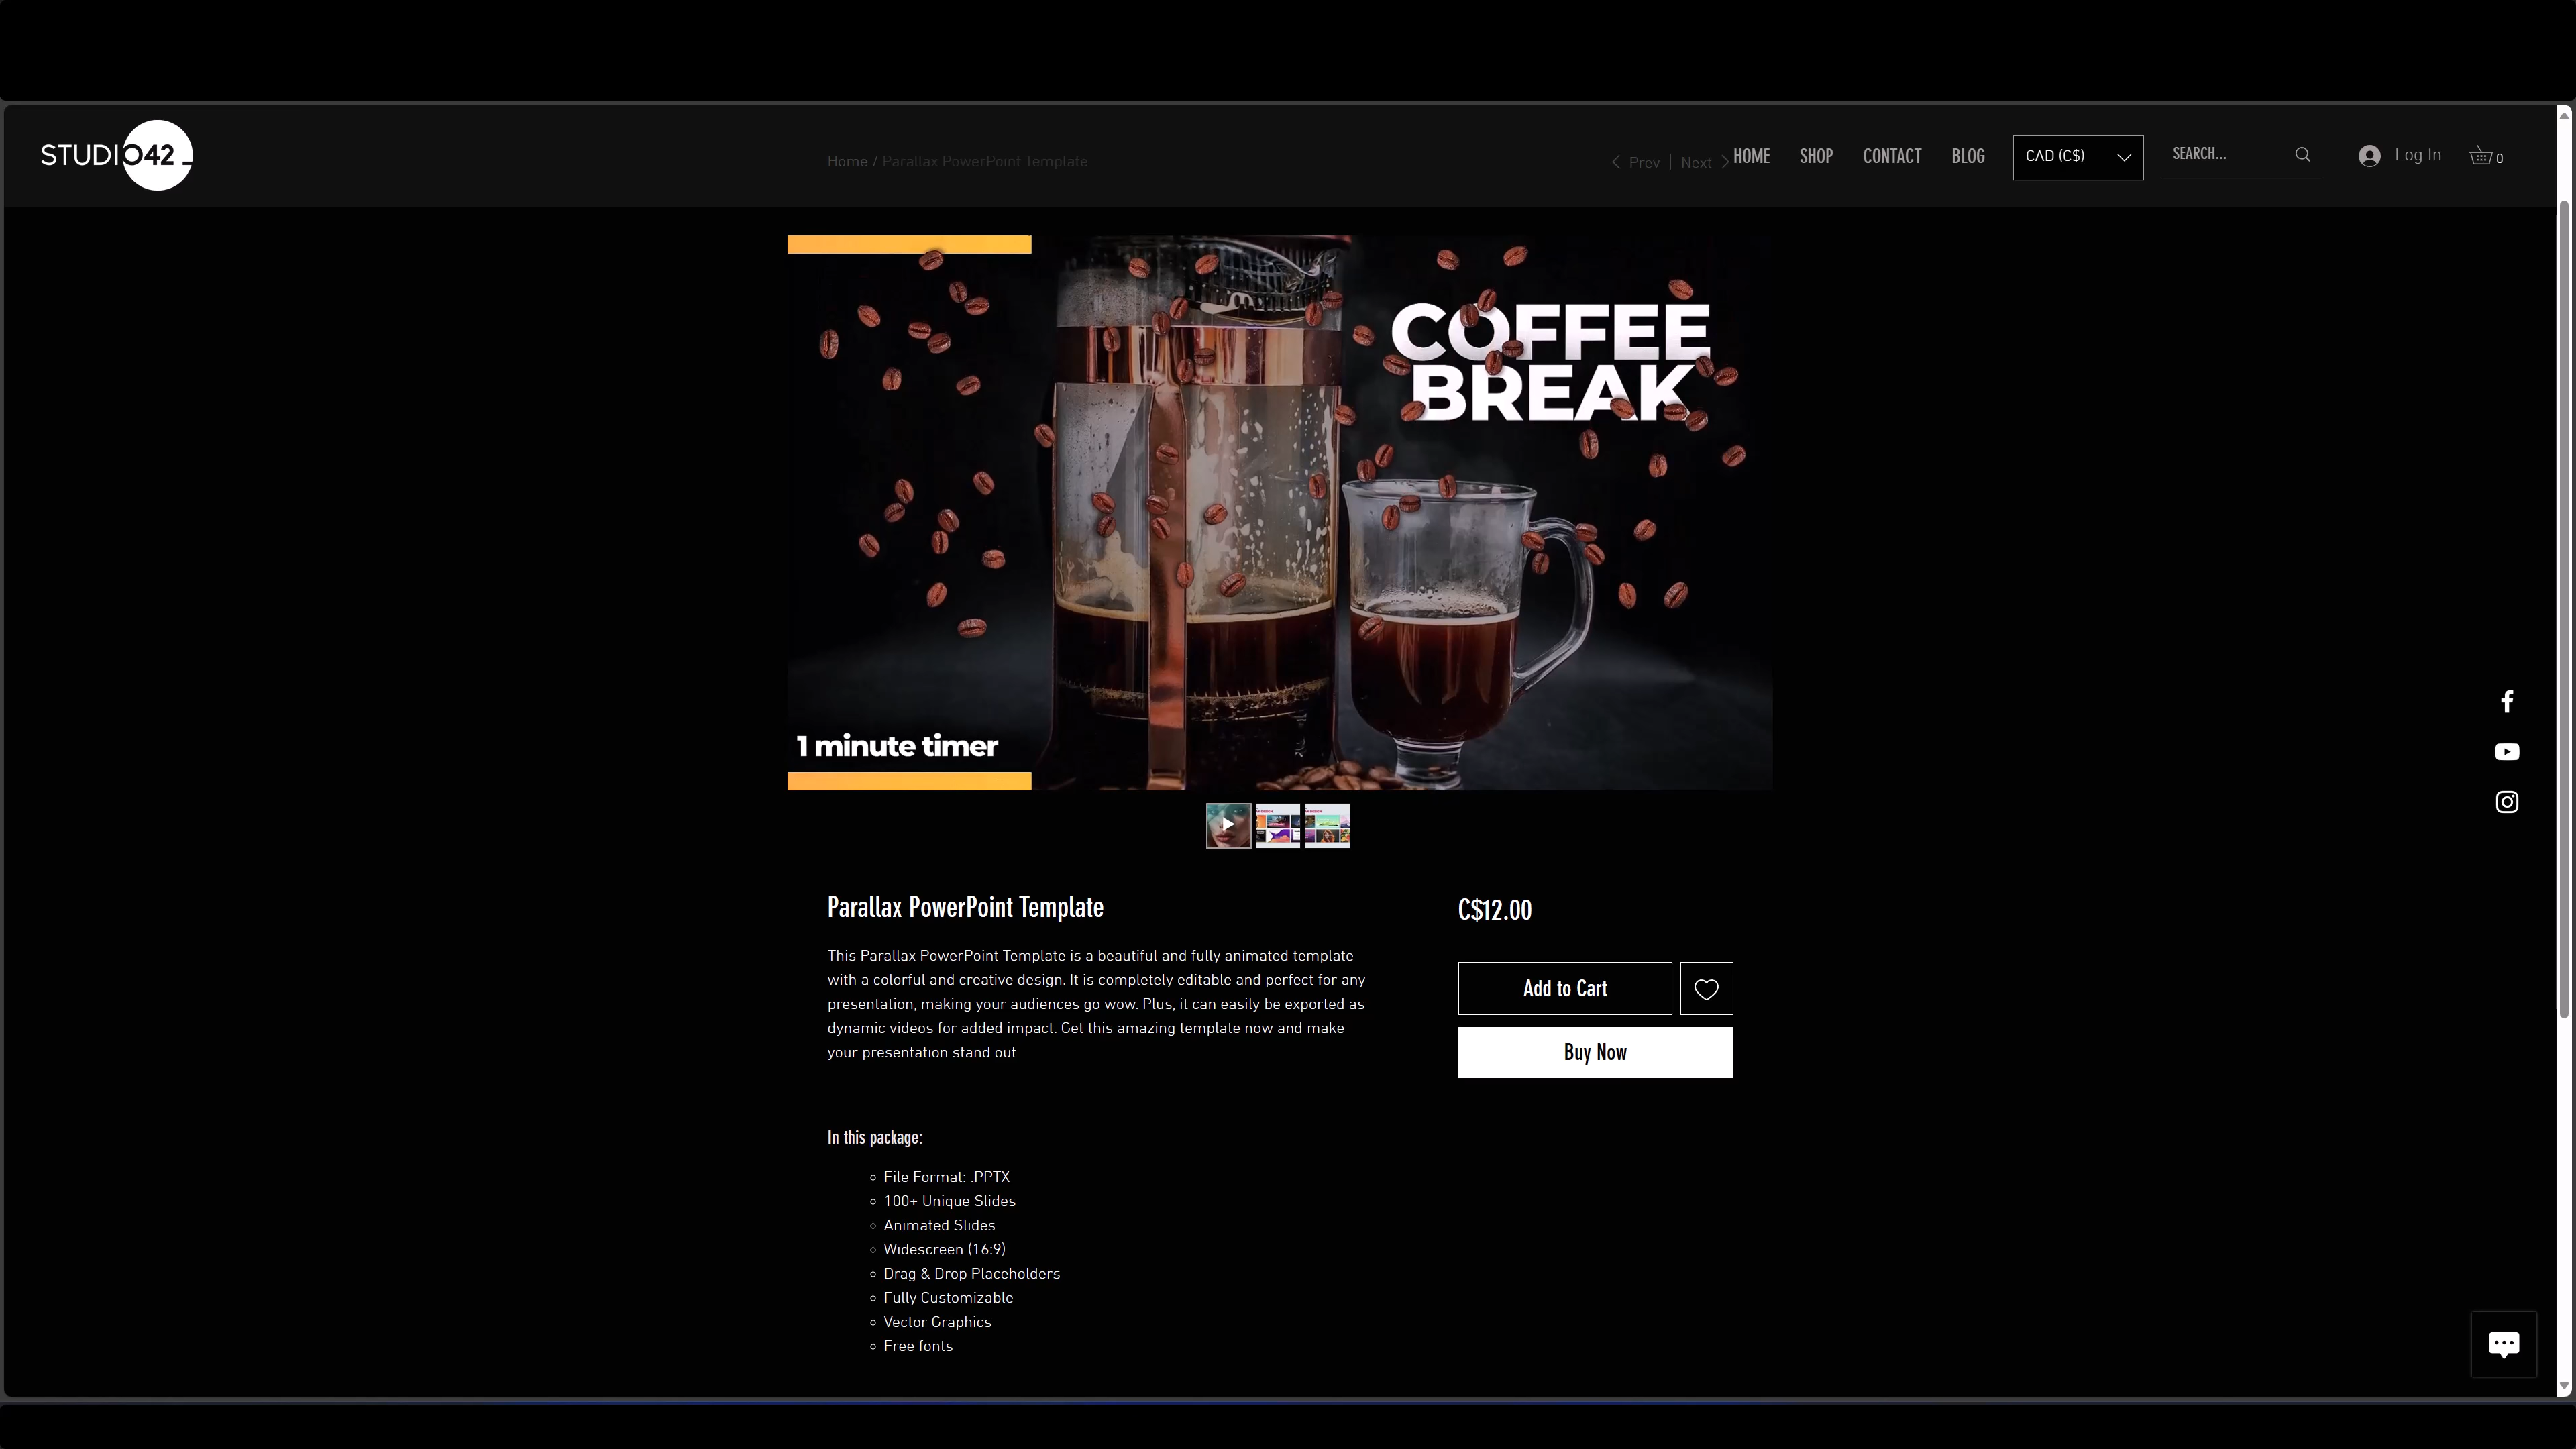 STUDIO42_
Home / Parallax PowerPoint Template
Prev | Next
HOME
SHOP
CONTACT
BLOG
CAD (C$)
SEARCH...
Log In
0
COFFEE
BREAK
1 minute timer
Parallax PowerPoint Template
C$12.00
This Parallax PowerPoint Template is a beautiful and fully animated template
with a colorful and creative design. It is completely editable and perfect for any
presentation, making your audiences go wow. Plus, it can easily be exported as
dynamic videos for added impact. Get this amazing template now and make
your presentation stand out
Add to Cart
Buy Now
In this package:
File Format: .PPTX
100+ Unique Slides
Animated Slides
Widescreen (16:9)
Drag & Drop Placeholders
Fully Customizable
Vector Graphics
Free fonts